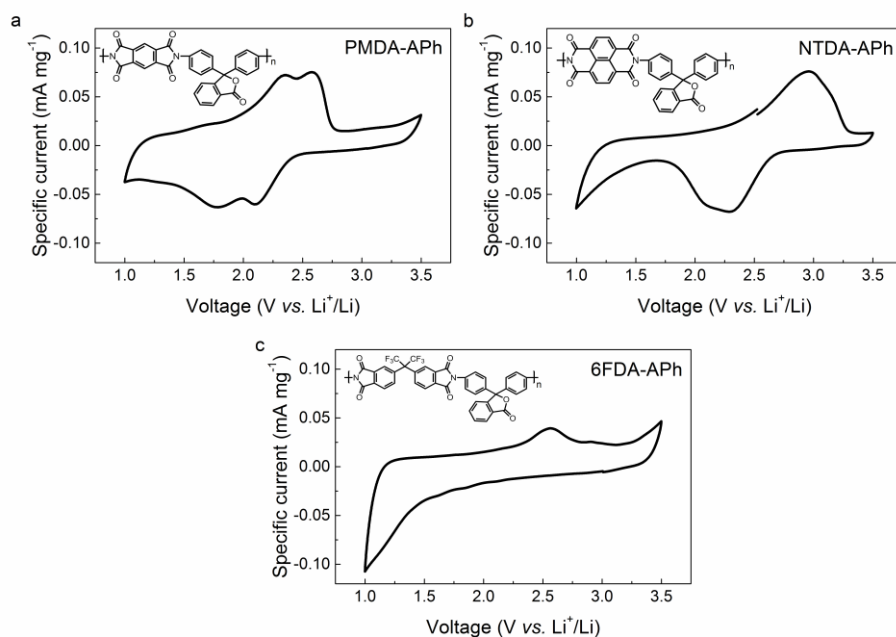 a
PMDA-APh
Specific current (mA mg⁻¹)
0.10
0.05
0.00
-0.05
-0.10
1.0 1.5 2.0 2.5 3.0 3.5
Voltage (V vs. Li⁺/Li)
O O
N N
O O
n
O
O
b
NTDA-APh
Specific current (mA mg⁻¹)
0.10
0.05
0.00
-0.05
-0.10
1.0 1.5 2.0 2.5 3.0 3.5
Voltage (V vs. Li⁺/Li)
O O
N N
O O
n
O
O
c
6FDA-APh
Specific current (mA mg⁻¹)
0.10
0.05
0.00
-0.05
-0.10
1.0 1.5 2.0 2.5 3.0 3.5
Voltage (V vs. Li⁺/Li)
O F₃C CF₃ O
N N
O O
n
O
O